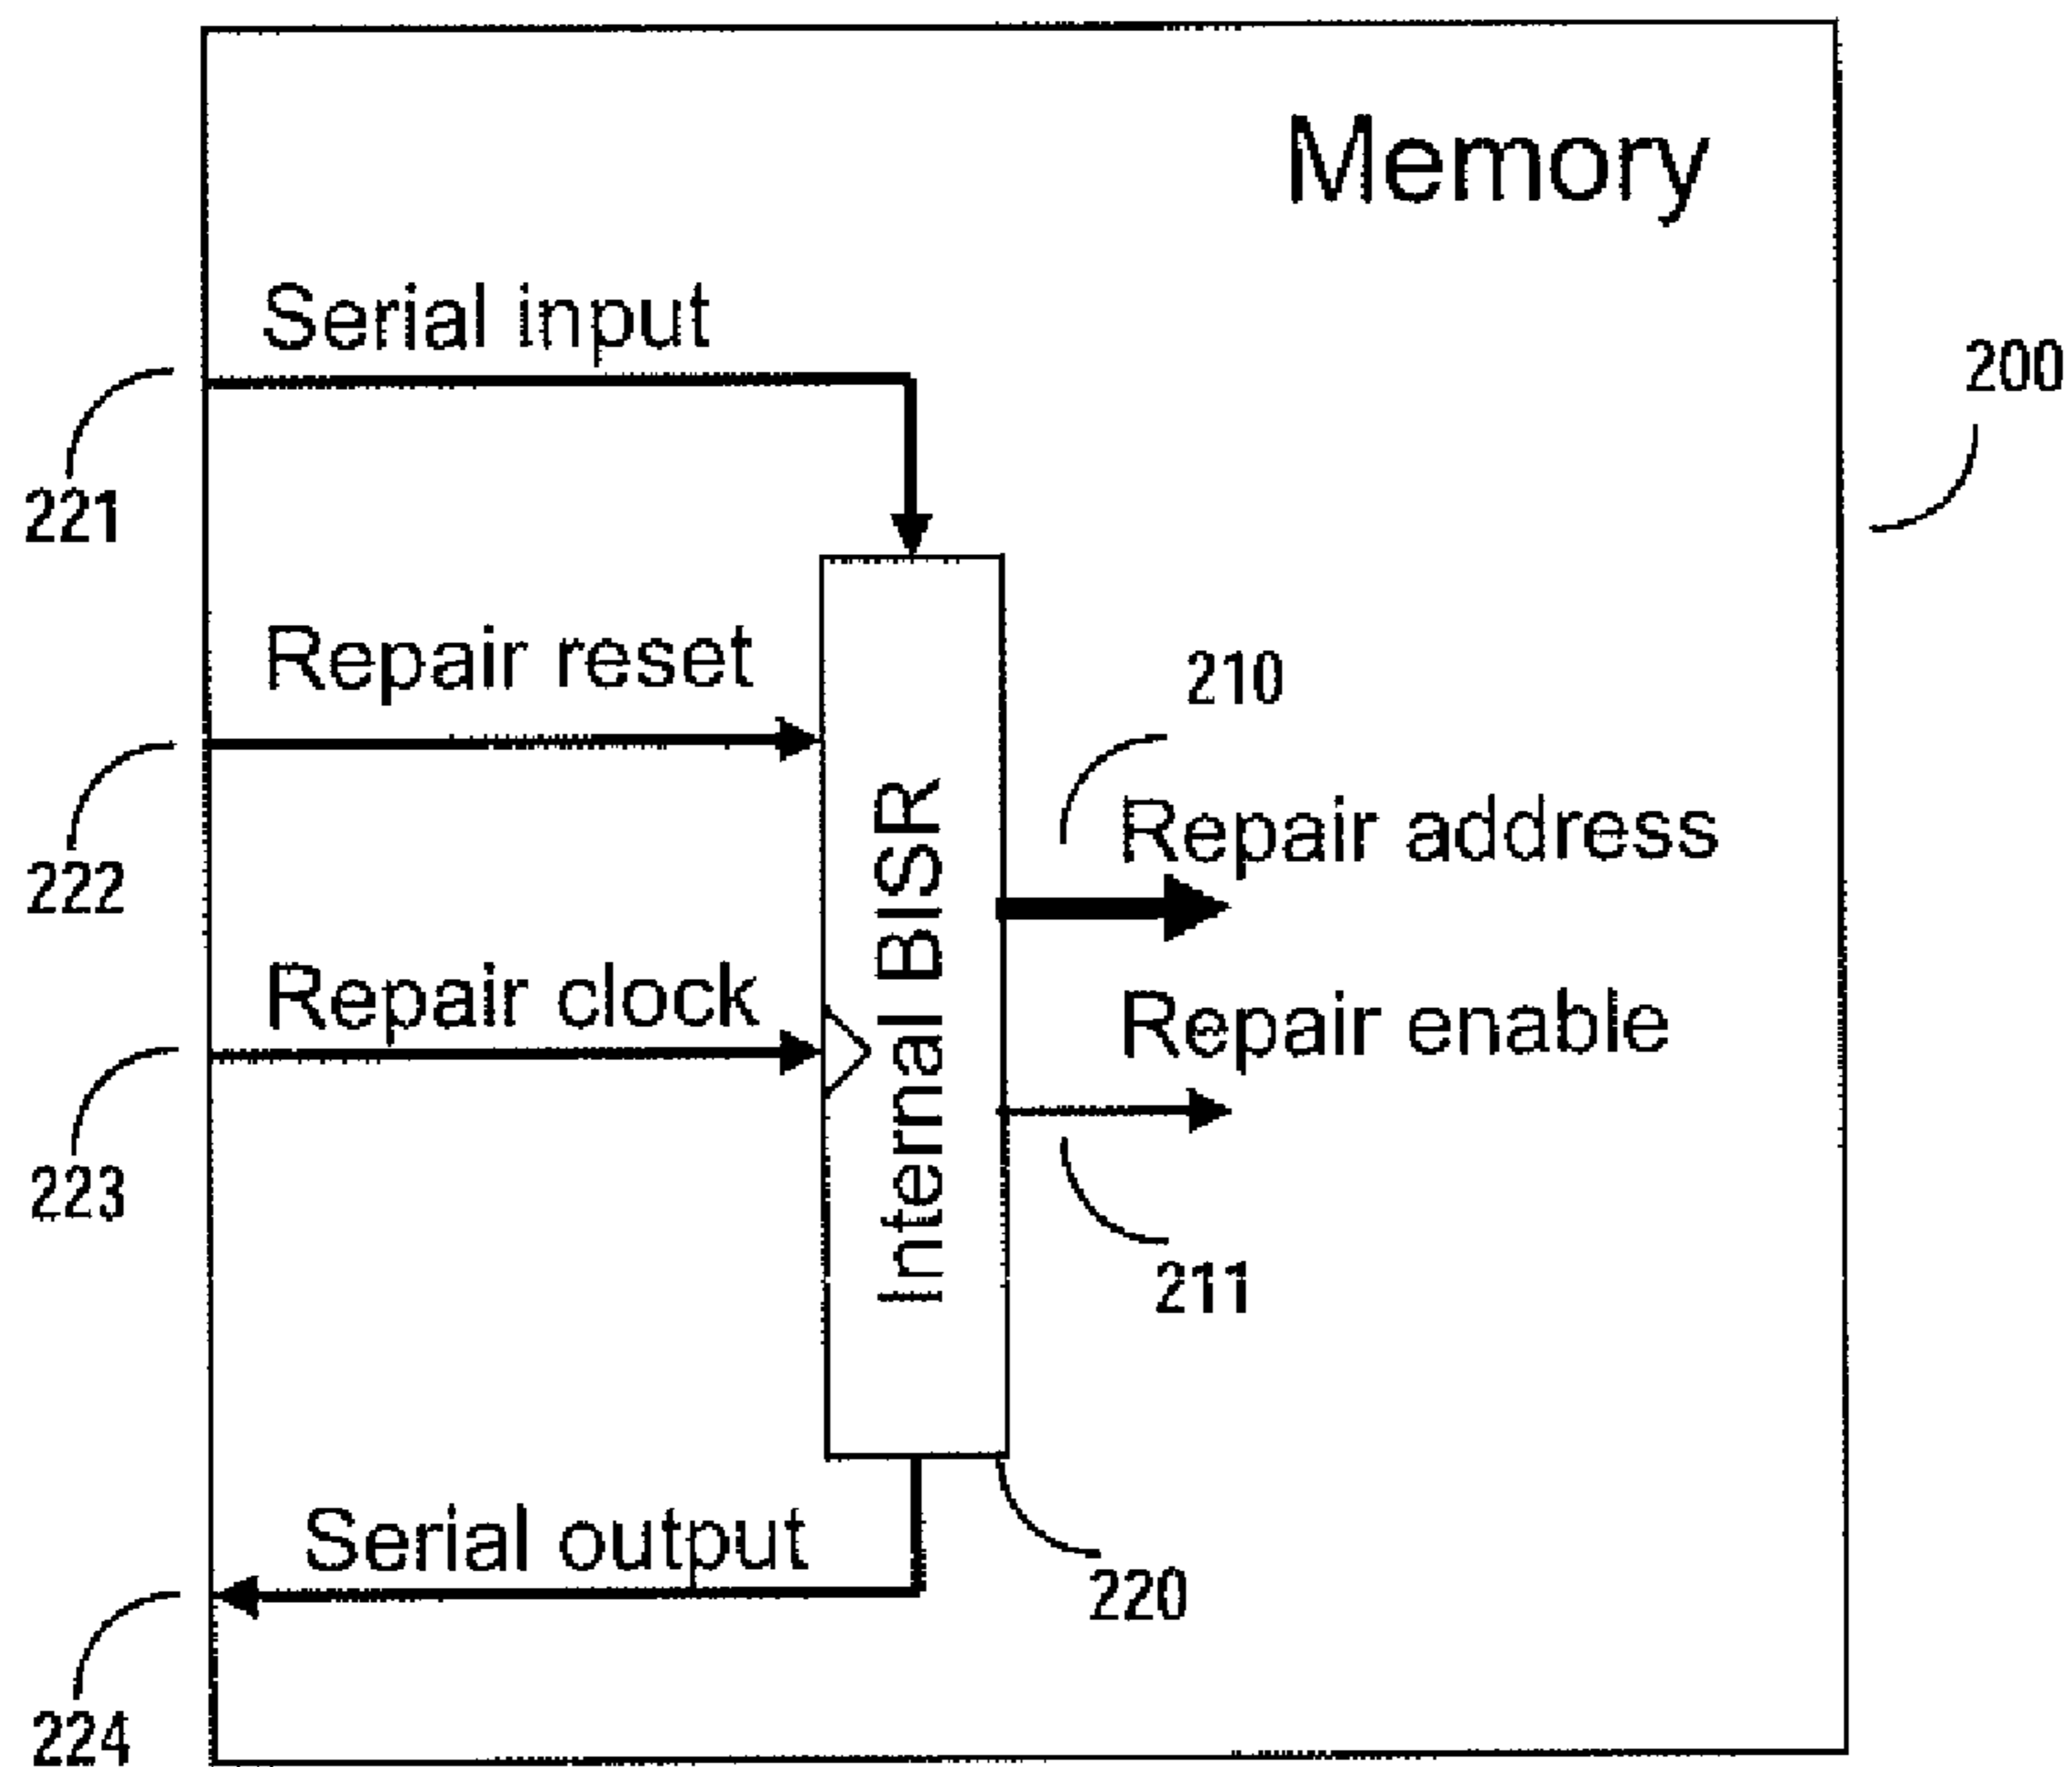 Memory
Serial input
200
221
Repair reset
210
Repair address
222
Internal BISR
Repair clock
Repair enable
223
211
Serial output
220
224